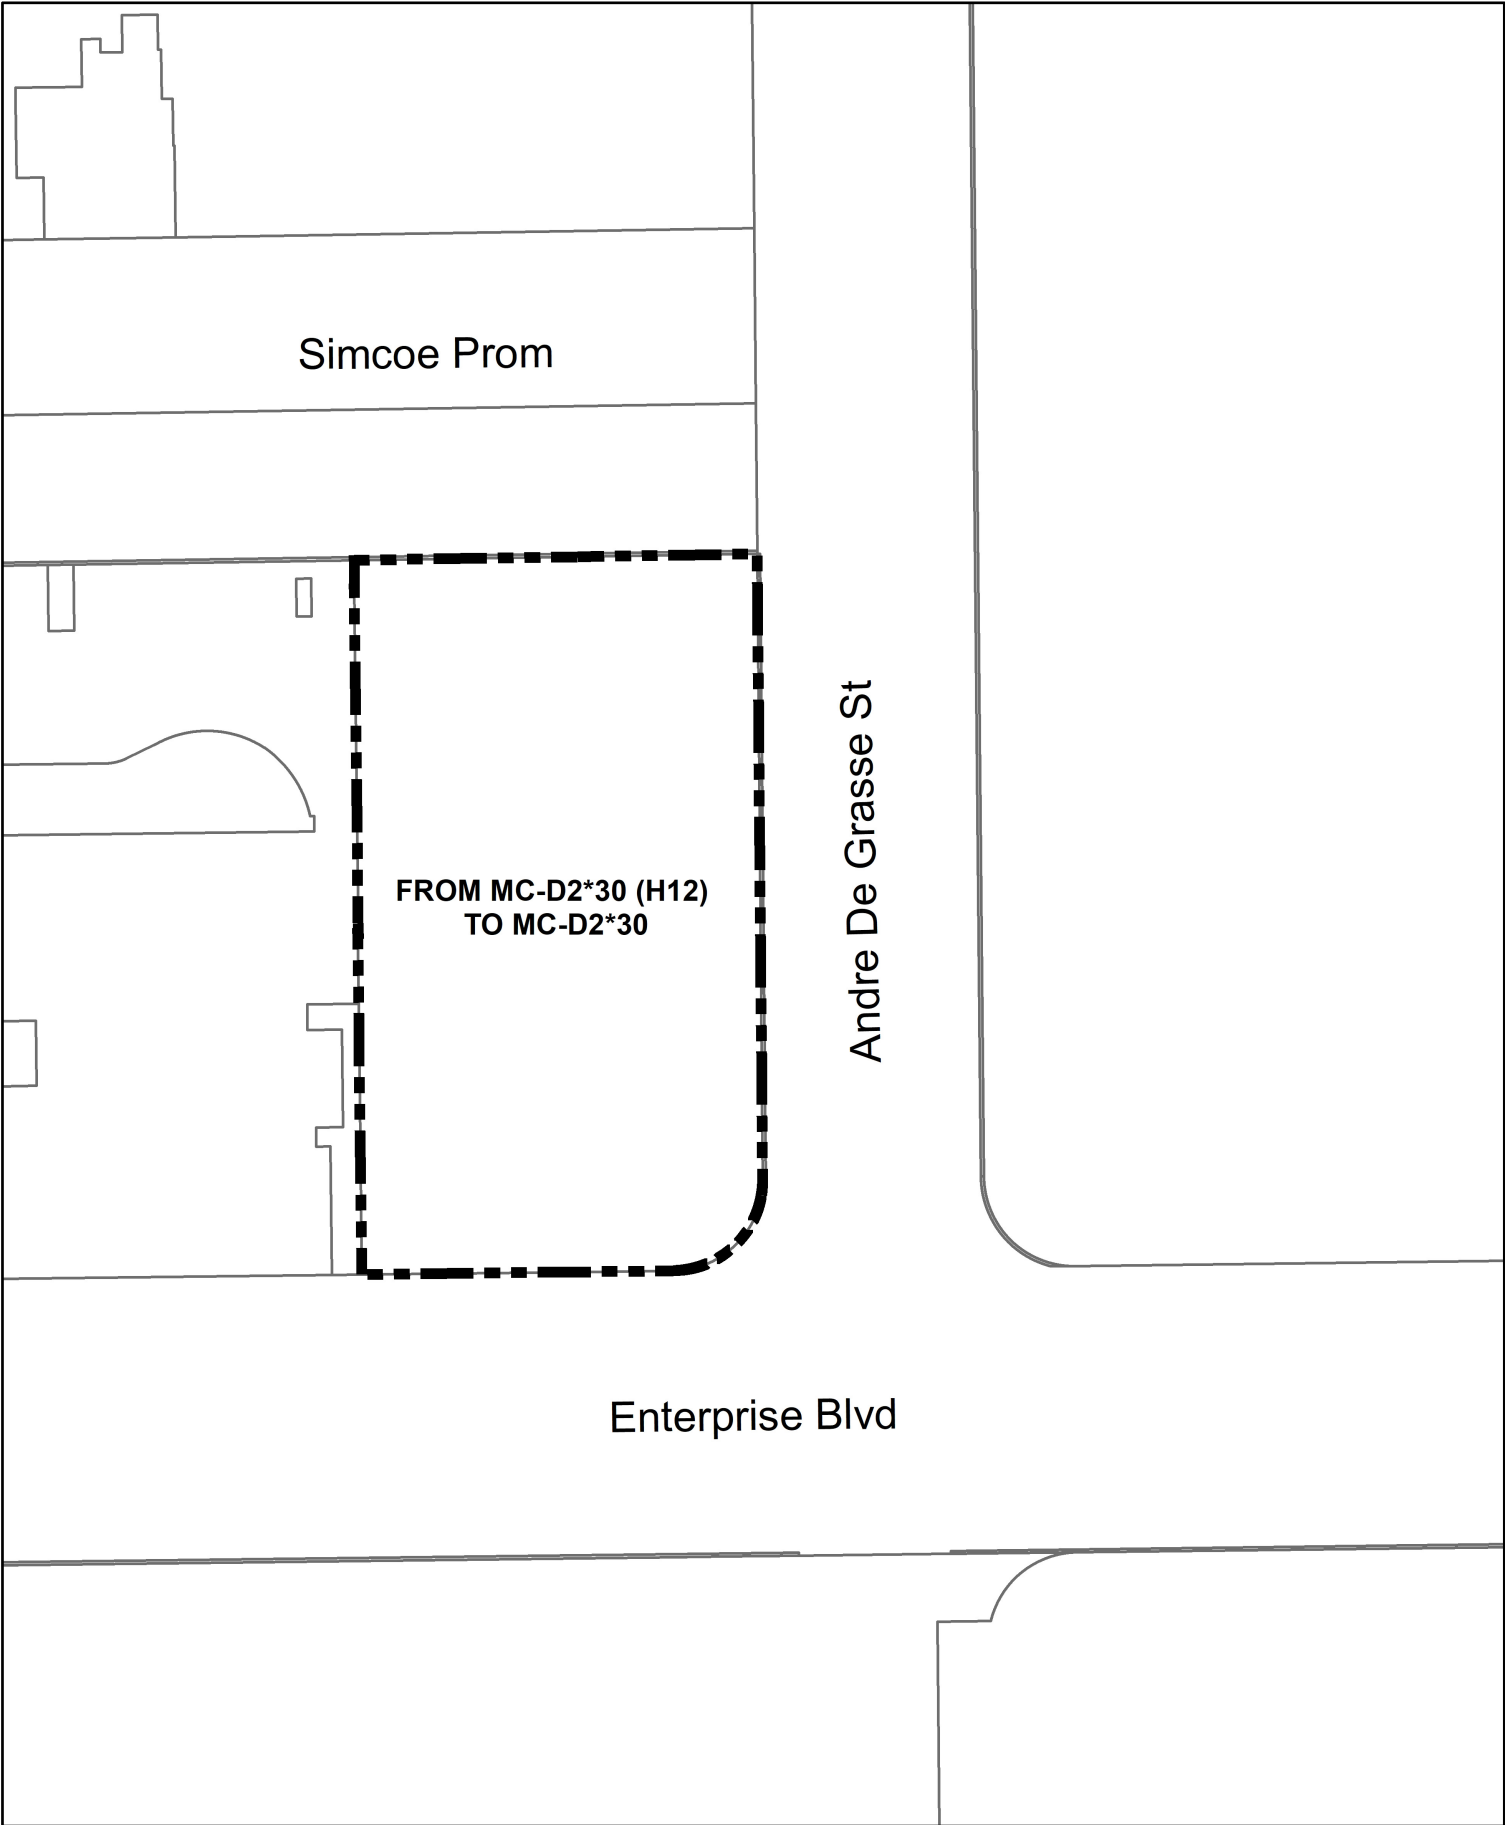 Simcoe Prom
Andre De Grasse St
FROM MC-D2*30 (H12)
TO MC-D2*30
Enterprise Blvd